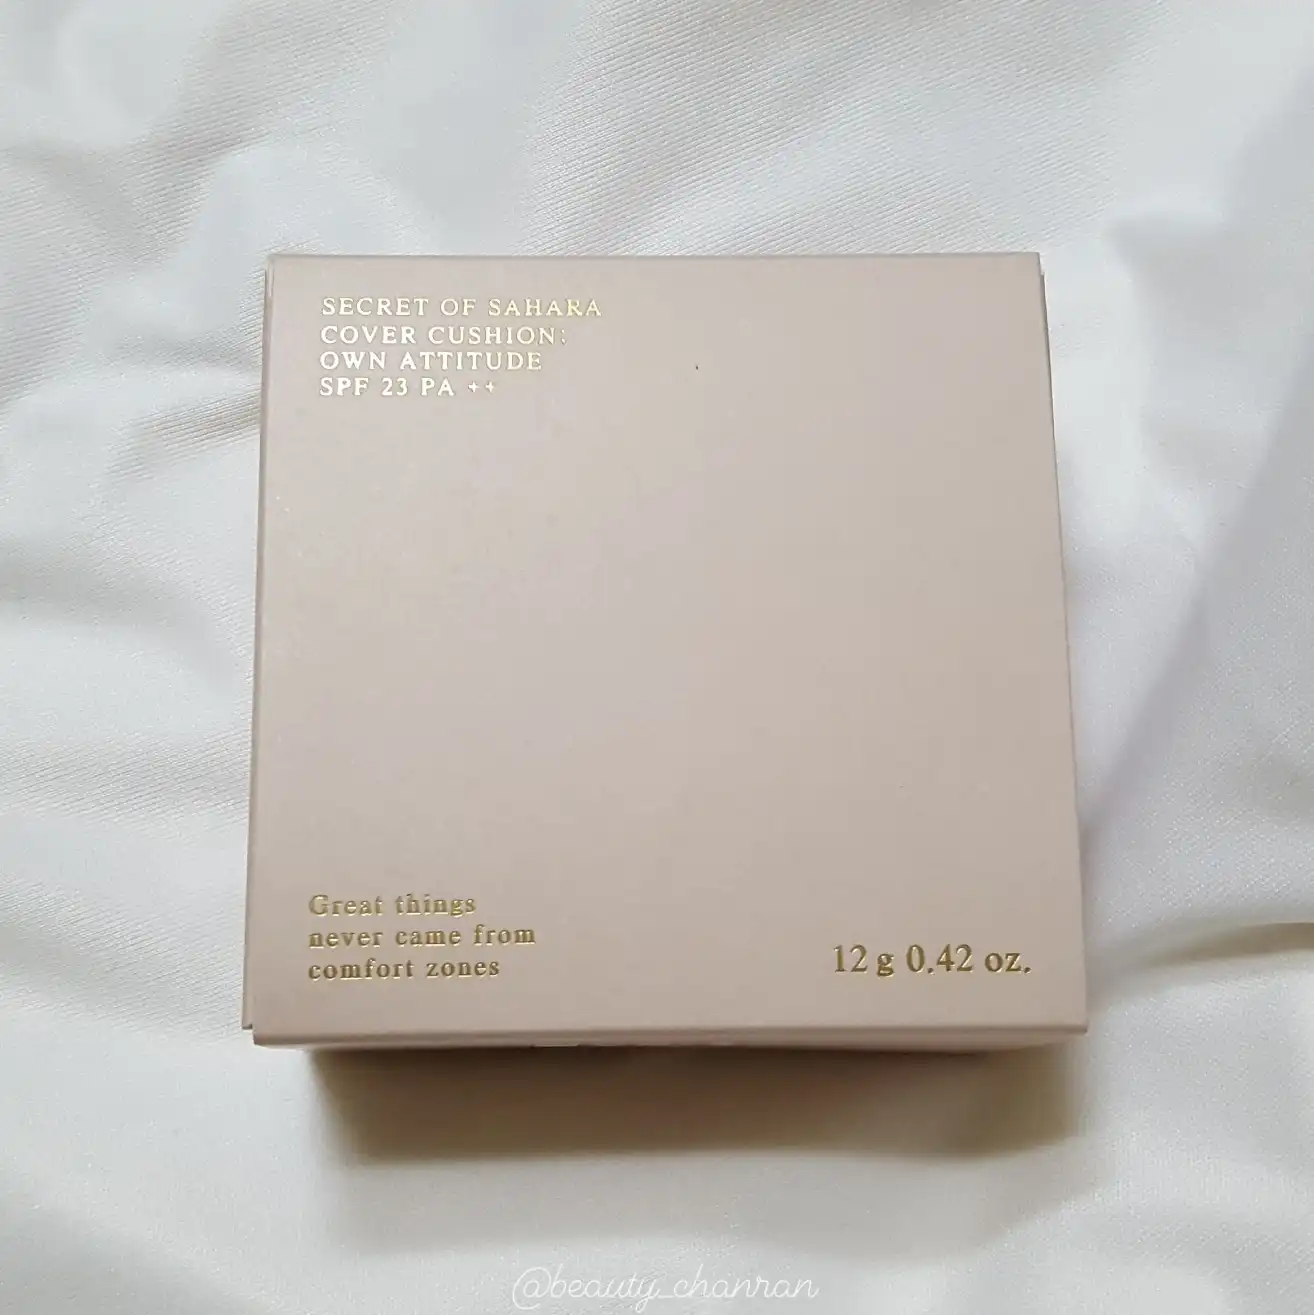 SECRET OF SAHARA
COVER CUSHION:
OWN ATTITUDE
SPF 23 PA ++
Great things
never came from
comfort zones
12 g 0.42 oz.
@beauty_chanran